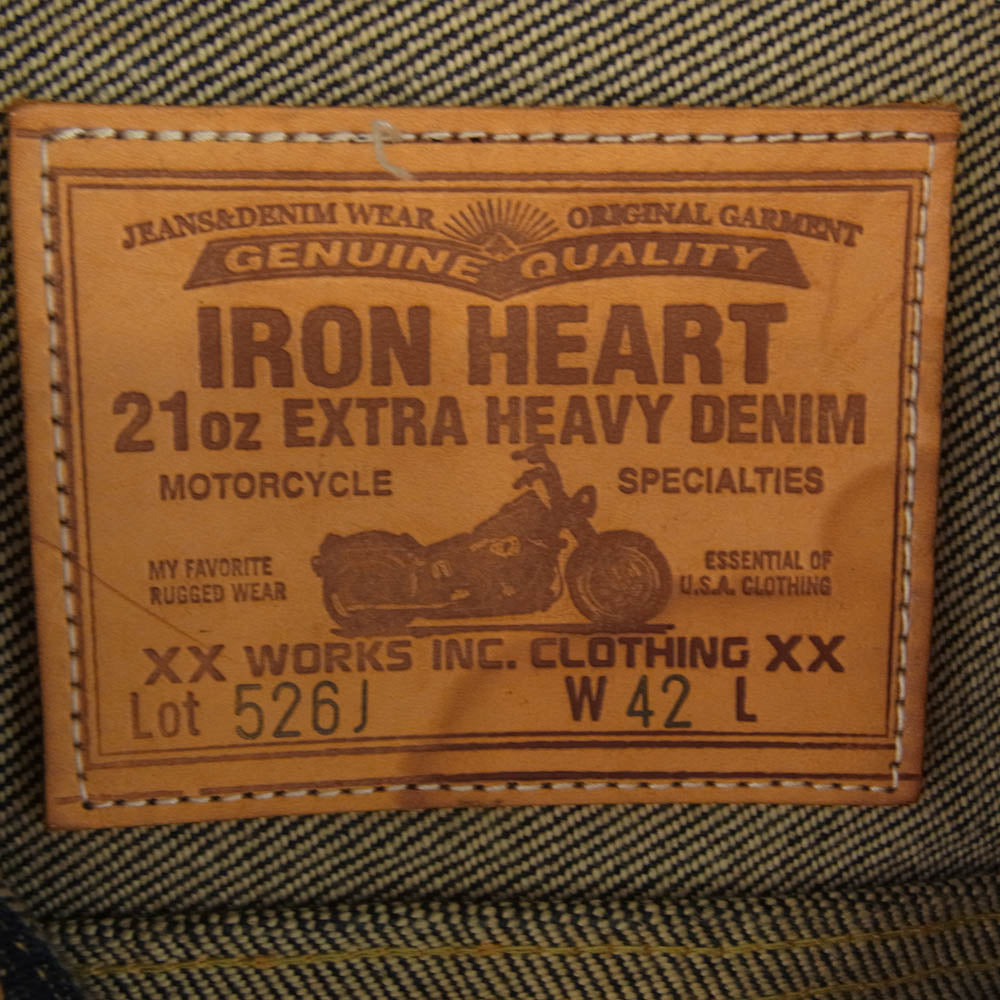 JEANS&DENIM WEAR ORIGINAL GARMENT
GENUINE QUALITY
IRON HEART
21oz EXTRA HEAVY DENIM
MOTORCYCLE SPECIALTIES
MY FAVORITE
RUGGED WEAR
ESSENTIAL OF
U.S.A. CLOTHING
XX WORKS INC. CLOTHING XX
Lot 526J W 42 L